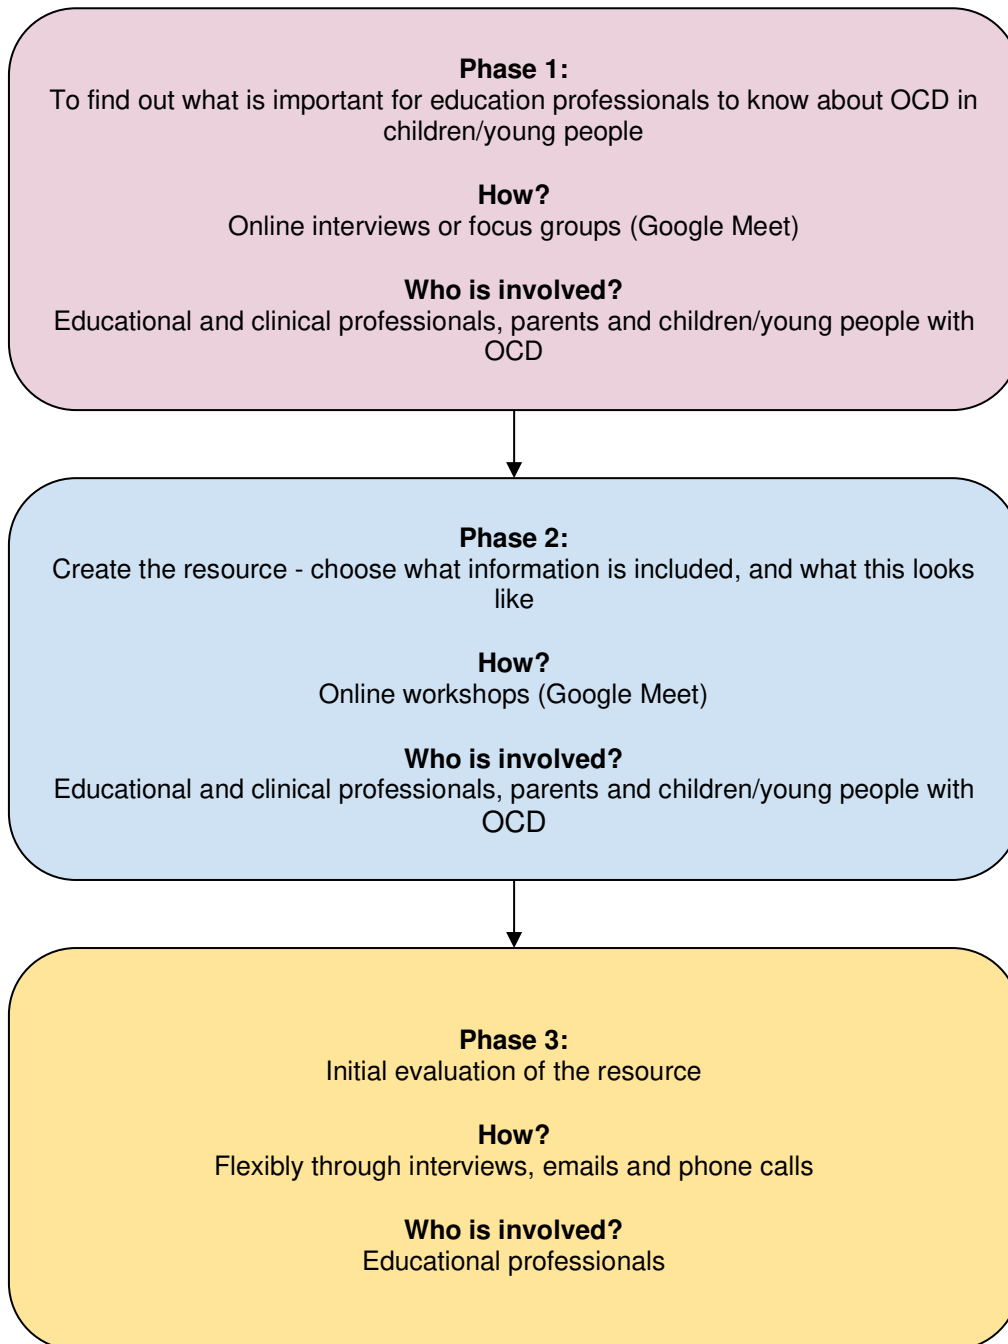 Phase 1:
To find out what is important for education professionals to know about OCD in
children/young people
How?
Online interviews or focus groups (Google Meet)
Who is involved?
Educational and clinical professionals, parents and children/young people with
OCD
Phase 2:
Create the resource - choose what information is included, and what this looks
like
How?
Online workshops (Google Meet)
Who is involved?
Educational and clinical professionals, parents and children/young people with
OCD
Phase 3:
Initial evaluation of the resource
How?
Flexibly through interviews, emails and phone calls
Who is involved?
Educational professionals